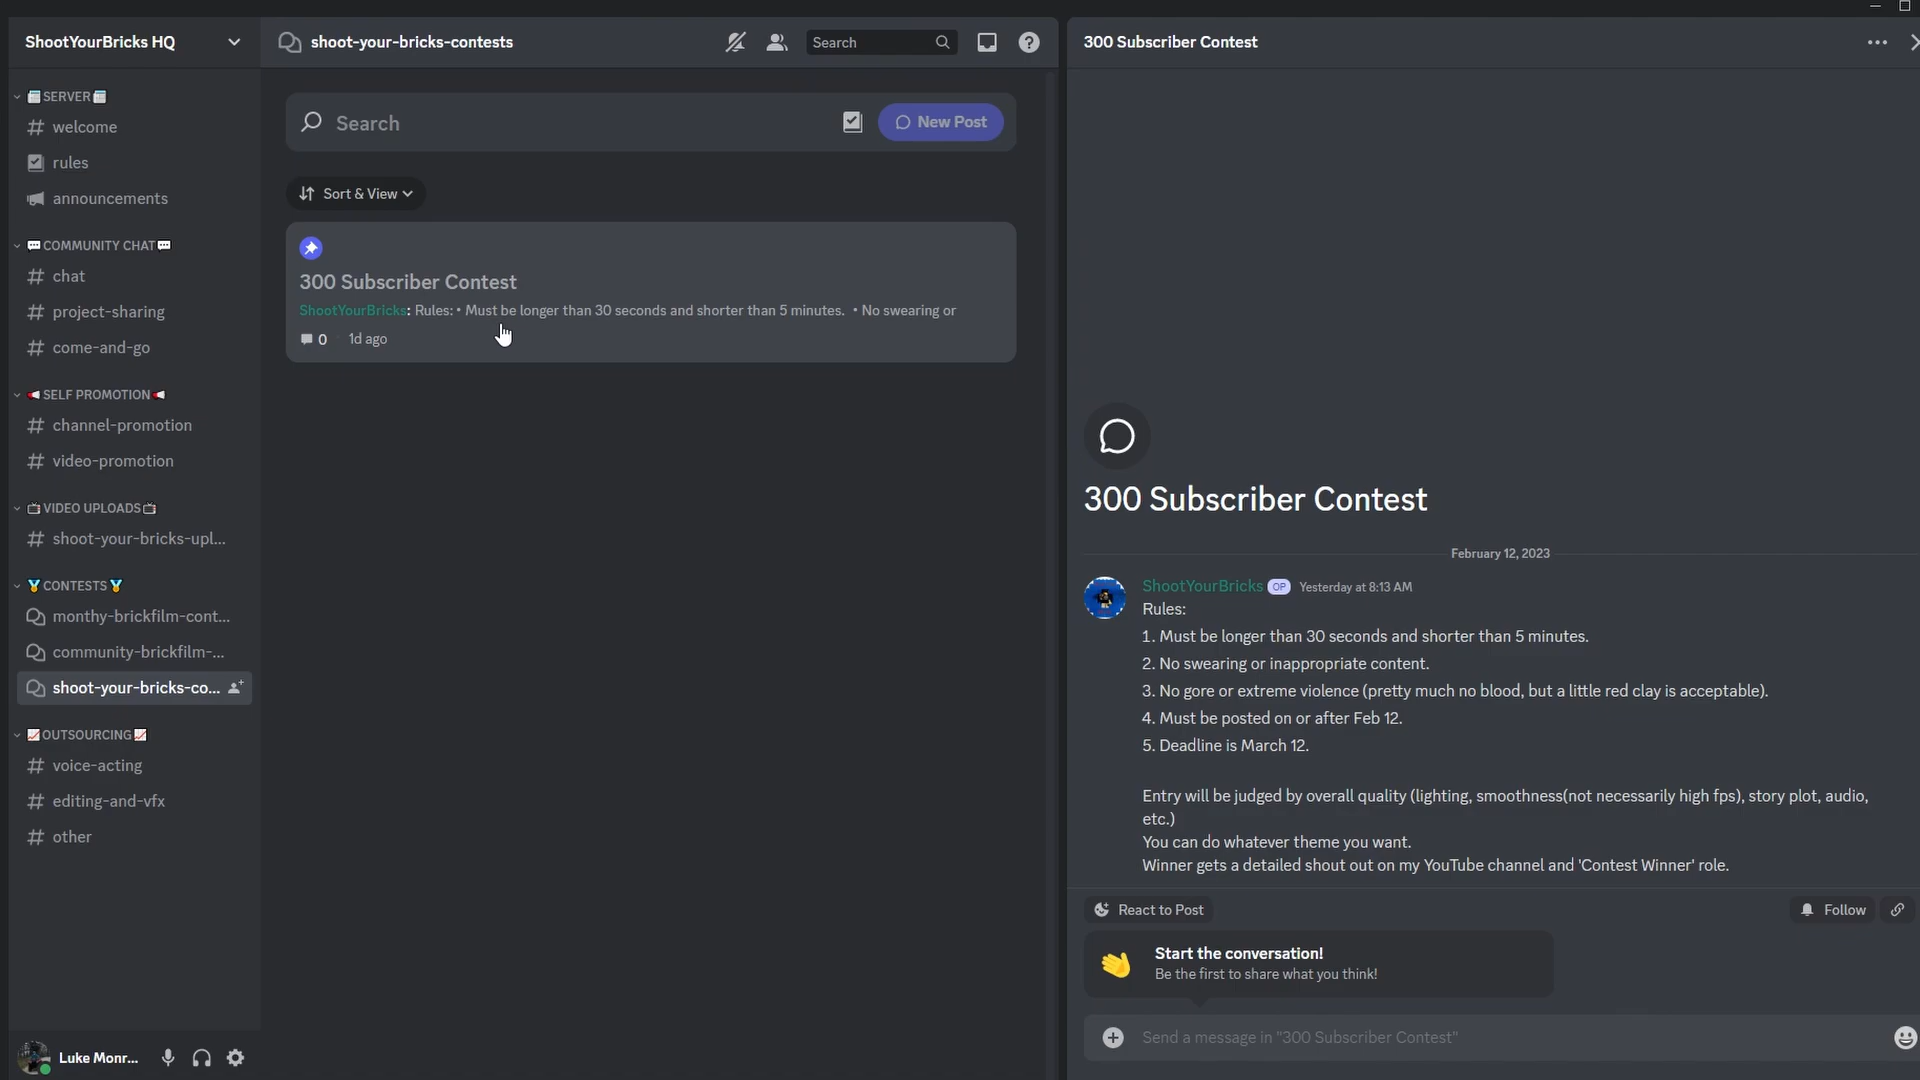 ShootYourBricks HQ
SERVER
welcome
rules
announcements
COMMUNITY CHAT
chat
project-sharing
come-and-go
SELF PROMOTION
channel-promotion
video-promotion
VIDEO UPLOADS
shoot-your-bricks-upl...
CONTESTS
monthy-brickfilm-cont...
community-brickfilm-...
shoot-your-bricks-co...
OUTSOURCING
voice-acting
editing-and-vfx
other
Luke Monr...
shoot-your-bricks-contests
Search
Search
New Post
Sort & View
300 Subscriber Contest
ShootYourBricks: Rules: • Must be longer than 30 seconds and shorter than 5 minutes. • No swearing or
0 1d ago
300 Subscriber Contest
300 Subscriber Contest
February 12, 2023
ShootYourBricks OP Yesterday at 8:13 AM
Rules:
1. Must be longer than 30 seconds and shorter than 5 minutes.
2. No swearing or inappropriate content.
3. No gore or extreme violence (pretty much no blood, but a little red clay is acceptable).
4. Must be posted on or after Feb 12.
5. Deadline is March 12.
Entry will be judged by overall quality (lighting, smoothness(not necessarily high fps), story plot, audio,
etc.)
You can do whatever theme you want.
Winner gets a detailed shout out on my YouTube channel and 'Contest Winner' role.
React to Post
Follow
Start the conversation!
Be the first to share what you think!
Send a message in "300 Subscriber Contest"